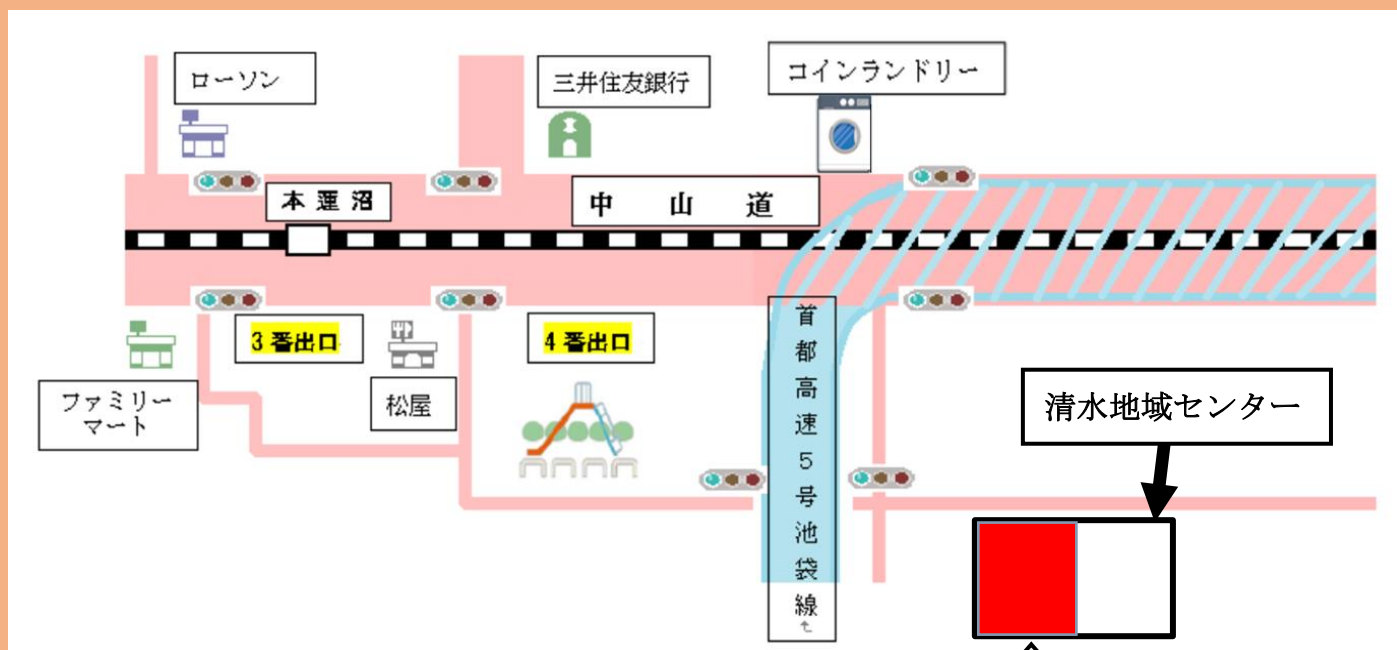 ローソン
三井住友銀行
コインランドリー
本蓮沼
中山道
3番出口
4番出口
ファミリー
マート
松屋
首都高速5号池袋線
清水地域センター